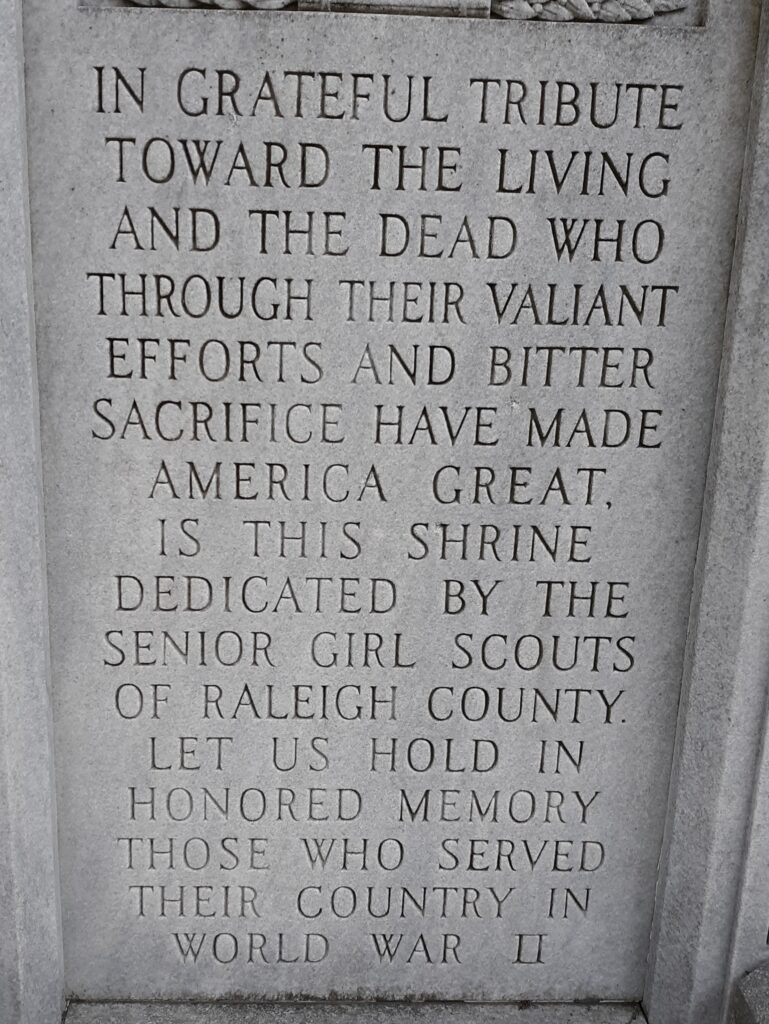 IN GRATEFUL TRIBUTE
TOWARD THE LIVING
AND THE DEAD WHO
THROUGH THEIR VALIANT
EFFORTS AND BITTER
SACRIFICE HAVE MADE
AMERICA GREAT,
IS THIS SHRINE
DEDICATED BY THE
SENIOR GIRL SCOUTS
OF RALEIGH COUNTY.
LET US HOLD IN
HONORED MEMORY
THOSE WHO SERVED
THEIR COUNTRY IN
WORLD WAR II